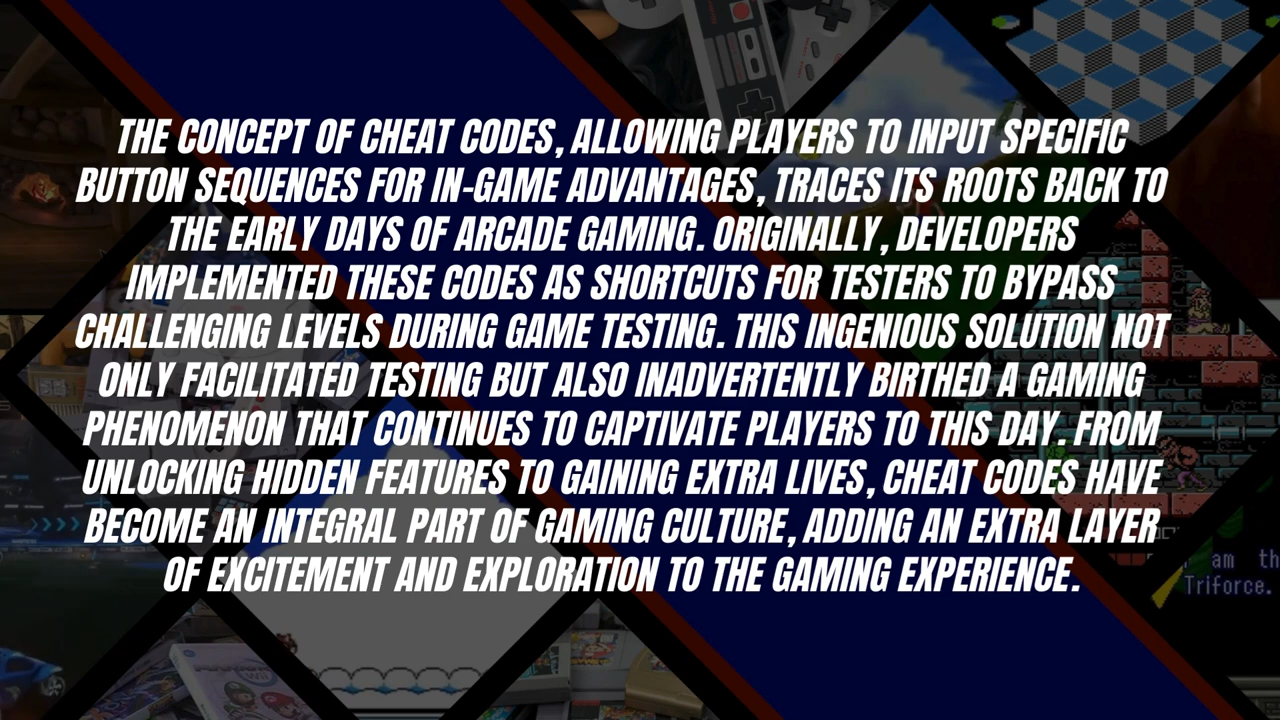 THE CONCEPT OF CHEAT CODES, ALLOWING PLAYERS TO INPUT SPECIFIC
BUTTON SEQUENCES FOR IN-GAME ADVANTAGES, TRACES ITS ROOTS BACK TO
THE EARLY DAYS OF ARCADE GAMING. ORIGINALLY, DEVELOPERS
IMPLEMENTED THESE CODES AS SHORTCUTS FOR TESTERS TO BYPASS
CHALLENGING LEVELS DURING GAME TESTING. THIS INGENIOUS SOLUTION NOT
ONLY FACILITATED TESTING BUT ALSO INADVERTENTLY BIRTHED A GAMING
PHENOMENON THAT CONTINUES TO CAPTIVATE PLAYERS TO THIS DAY. FROM
UNLOCKING HIDDEN FEATURES TO GAINING EXTRA LIVES, CHEAT CODES HAVE
BECOME AN INTEGRAL PART OF GAMING CULTURE, ADDING AN EXTRA LAYER
OF EXCITEMENT AND EXPLORATION TO THE GAMING EXPERIENCE.
am th
Triforce.
Wii